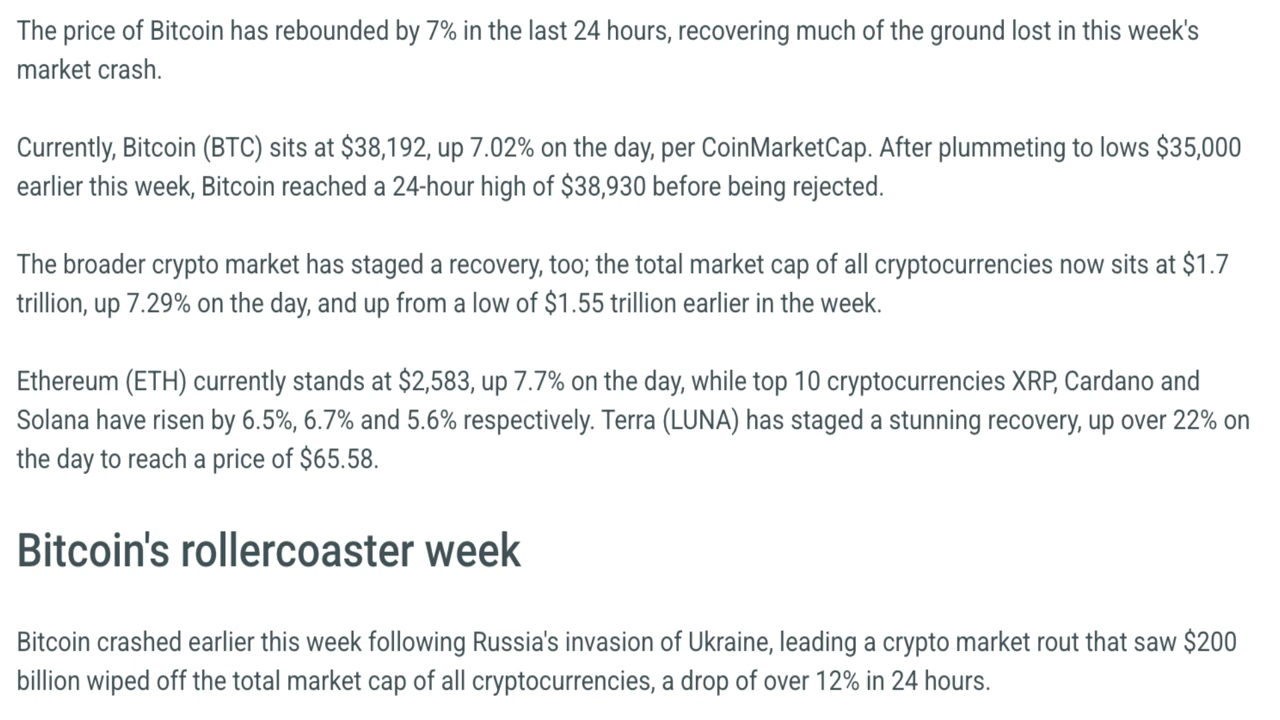 The price of Bitcoin has rebounded by 7% in the last 24 hours, recovering much of the ground lost in this week's
market crash.
Currently, Bitcoin (BTC) sits at $38,192, up 7.02% on the day, per CoinMarketCap. After plummeting to lows $35,000
earlier this week, Bitcoin reached a 24-hour high of $38,930 before being rejected.
The broader crypto market has staged a recovery, too; the total market cap of all cryptocurrencies now sits at $1.7
trillion, up 7.29% on the day, and up from a low of $1.55 trillion earlier in the week.
Ethereum (ETH) currently stands at $2,583, up 7.7% on the day, while top 10 cryptocurrencies XRP, Cardano and
Solana have risen by 6.5%, 6.7% and 5.6% respectively. Terra (LUNA) has staged a stunning recovery, up over 22% on
the day to reach a price of $65.58.
Bitcoin's rollercoaster week
Bitcoin crashed earlier this week following Russia's invasion of Ukraine, leading a crypto market rout that saw $200
billion wiped off the total market cap of all cryptocurrencies, a drop of over 12% in 24 hours.